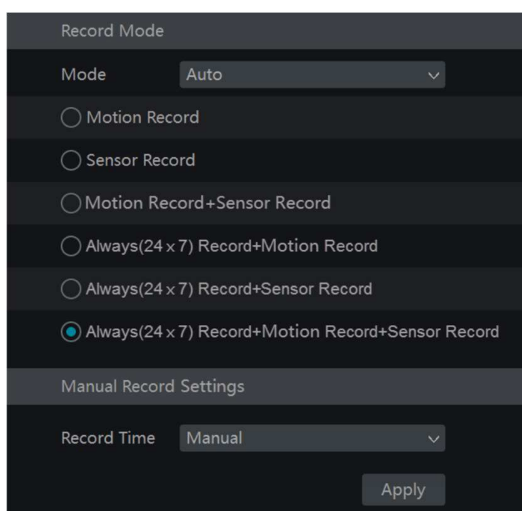 Record Mode
Mode Auto
Motion Record
Sensor Record
Motion Record+Sensor Record
Always(24×7) Record+Motion Record
Always(24×7) Record+Sensor Record
Always(24×7) Record+Motion Record+Sensor Record
Manual Record Settings
Record Time Manual
Apply